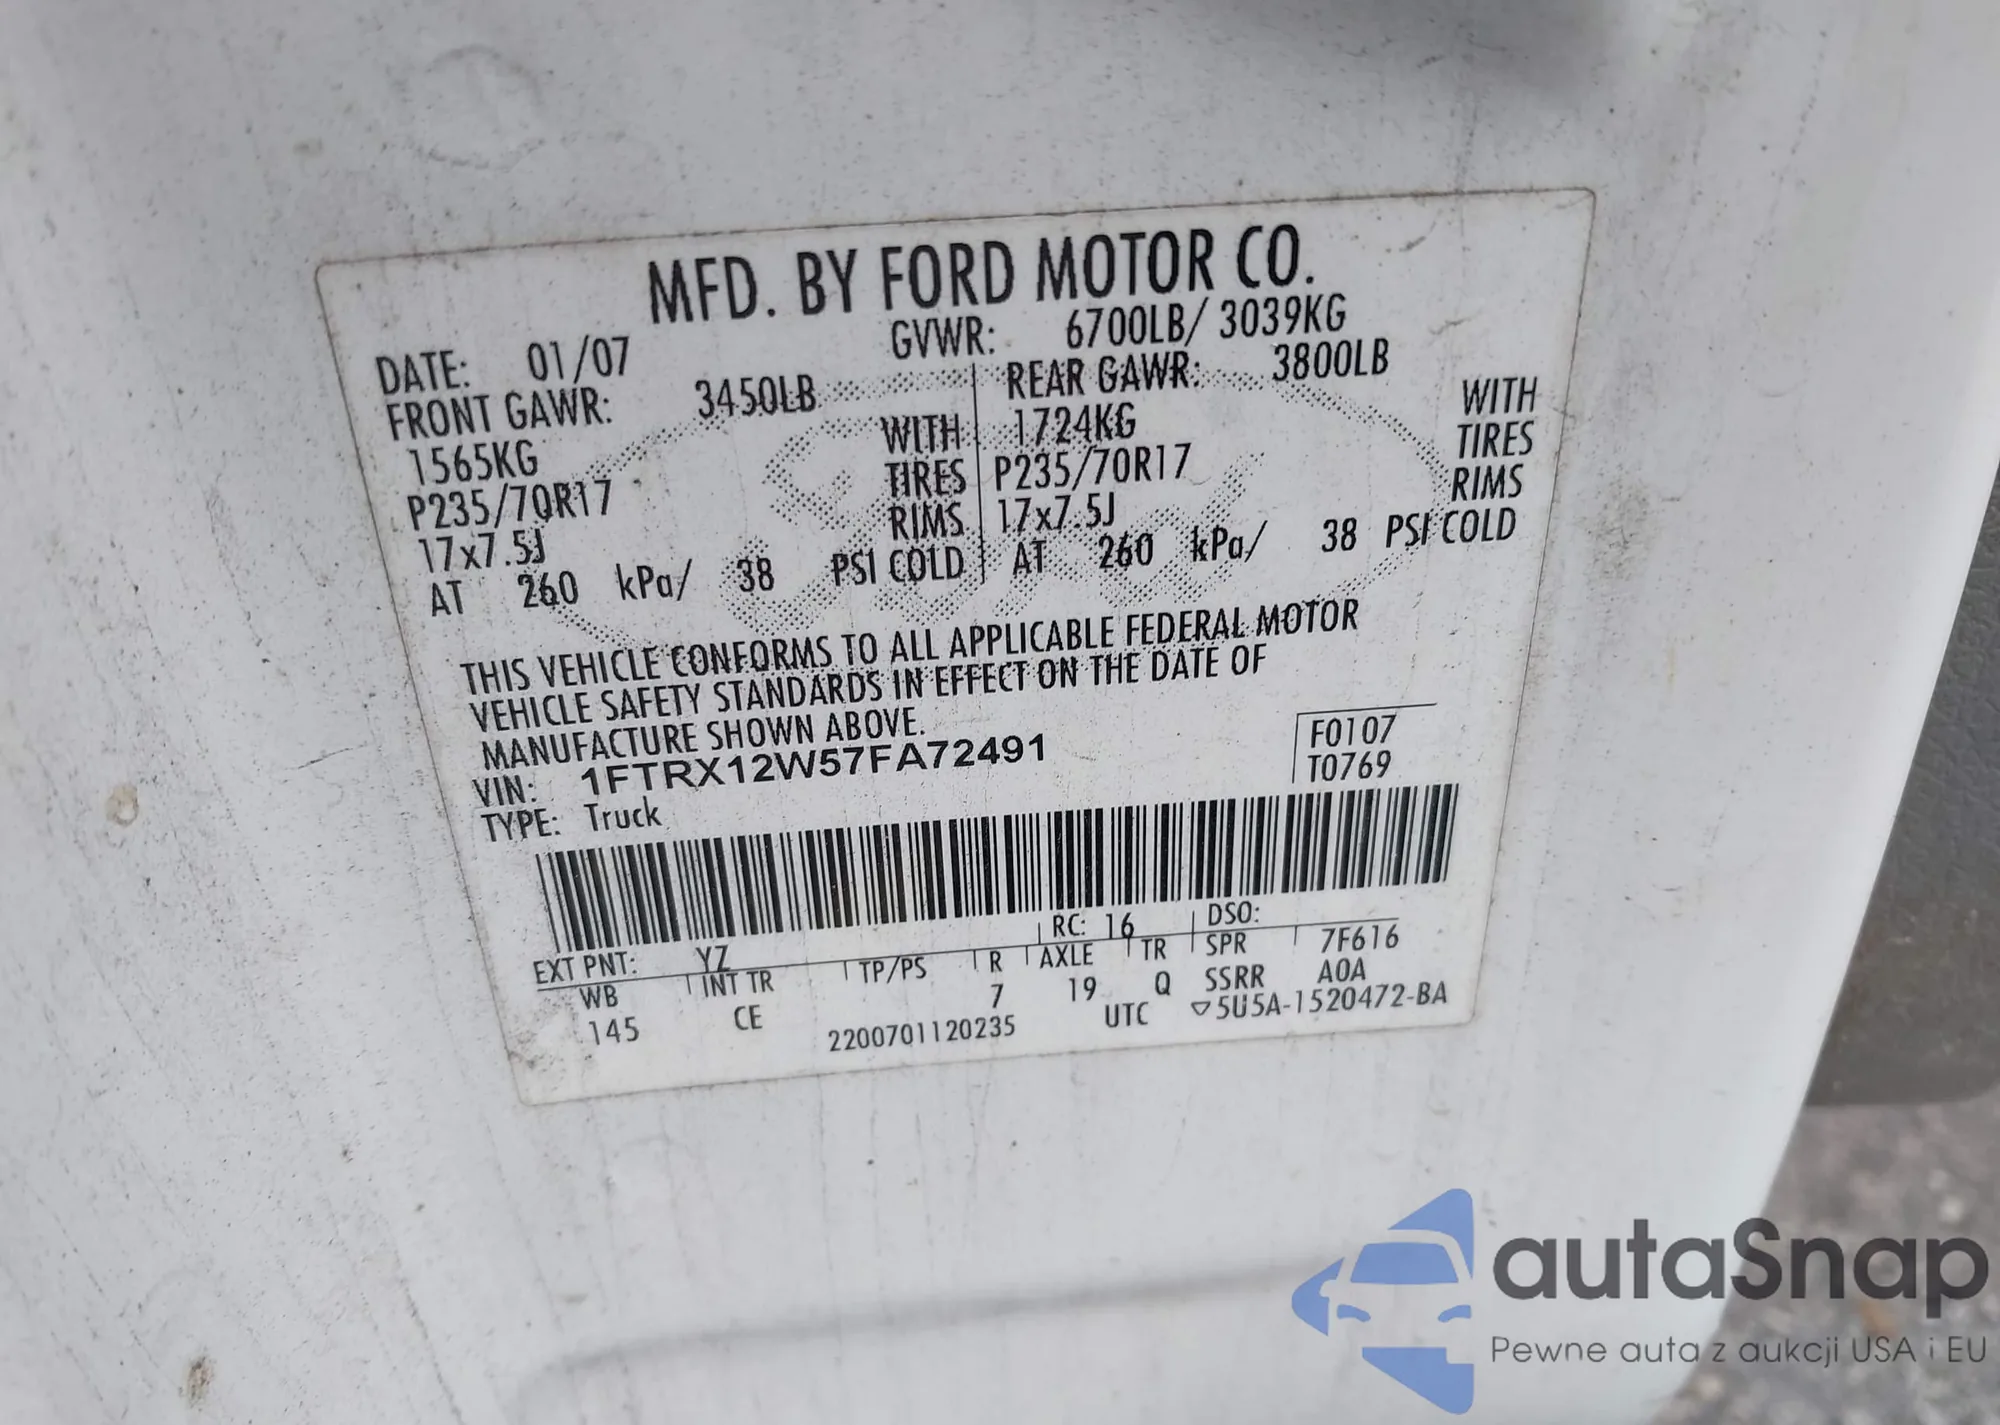 MFD. BY FORD MOTOR CO.
DATE: 01/07 GVWR: 6700LB/ 3039KG
FRONT GAWR: 3450LB REAR GAWR: 3800LB
1565KG WITH 1724KG WITH
P235/70R17 TIRES P235/70R17 TIRES
17x7.5J RIMS 17x7.5J RIMS
AT 260 kPa/ 38 PSI COLD AT 260 kPa/ 38 PSI COLD
THIS VEHICLE CONFORMS TO ALL APPLICABLE FEDERAL MOTOR
VEHICLE SAFETY STANDARDS IN EFFECT ON THE DATE OF
MANUFACTURE SHOWN ABOVE.
VIN: 1FTRX12W57FA72491 F0107
TYPE: Truck T0769
EXT PNT: YZ RC: 16 DSO:
WB INT TR TP/PS R AXLE TR SPR 7F616
145 CE 7 19 Q SSRR A0A
2200701120235 UTC ▽5U5A-1520472-BA
autaSnap
Pewne auta z aukcji USA i EU